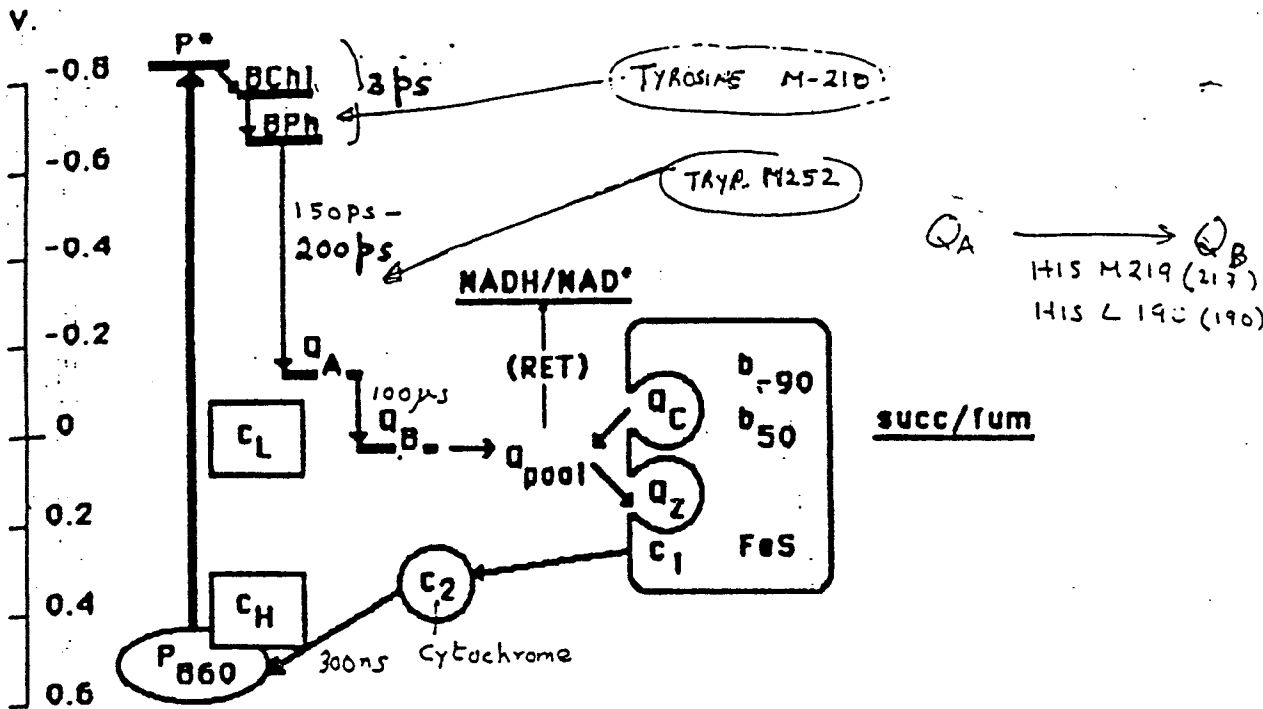 V.
P*
-0.8
BChl
3ps
TYROSINE M-210
BPh
-0.6
TRYP. M252
150ps -
200ps
-0.4
QA → QB
HIS M219 (217)
HIS L (190)
NADH/NAD+
-0.2
QA
(RET)
b-90
100µs
QC
b50
succ/fum
0
CL
QB
Qpool
QZ
0.2
c1
FeS
c2
cH
0.4
P860
300ns
Cytochrome
0.6